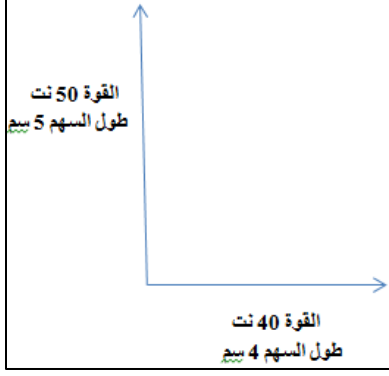 القوة 50 نت
طول السهم 5 سم
القوة 40 نت
طول السهم 4 سم